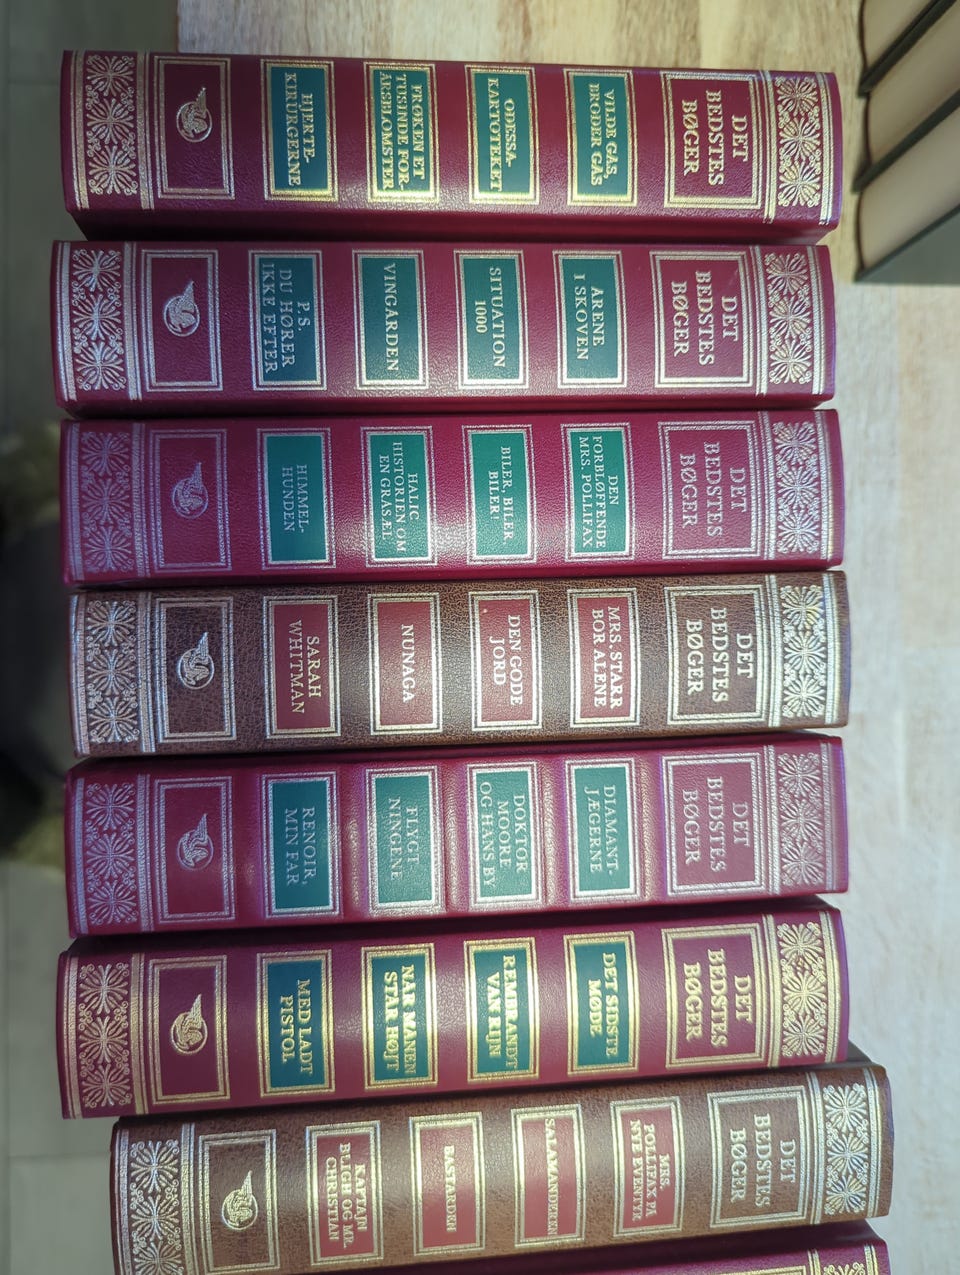 DET
BEDSTES
BØGER
VILDE GÅS,
BRODER GÅS
ODESSA-
KARTOTEKET
FRØKEN ET
TUSUNDE FOR-
ÅRSBLOMSTER
HJERTE-
KIRURGERNE
DET
BEDSTES
BØGER
ÅRENE
I SKOVEN
SITUATION
1000
VINGÅRDEN
P.S.
DU HØRER
IKKE EFTER
DET
BEDSTES
BØGER
DEN
FORBLØFFENDE
MRS. POLLIFAX
BILER, BILER,
BILER!
HALIC
HISTORIEN OM
EN GRÅSÆL
HIMMEL-
HUNDEN
DET
BEDSTES
BØGER
MRS. STARR
BOR ALENE
DEN GODE
JORD
NUNAGA
SARAH
WHITMAN
DET
BEDSTES
BØGER
DIAMANT-
JÆGERNE
DOKTOR
MOORE
OG HANS BY
FLYGT-
NINGENE
RENOIR,
MIN FAR
DET
BEDSTES
BØGER
DET SIDSTE
MØDE
REMBRANDT
VAN RIJN
NÅR MÅNEN
STÅR HØJT
MED LADT
PISTOL
DET
BEDSTES
BØGER
MRS.
POLLIFAX PÅ
NYE EVENTYR
SALAMANDEREN
BASTARDEN
KAPTAJN
BLIGH OG MR.
CHRISTIAN